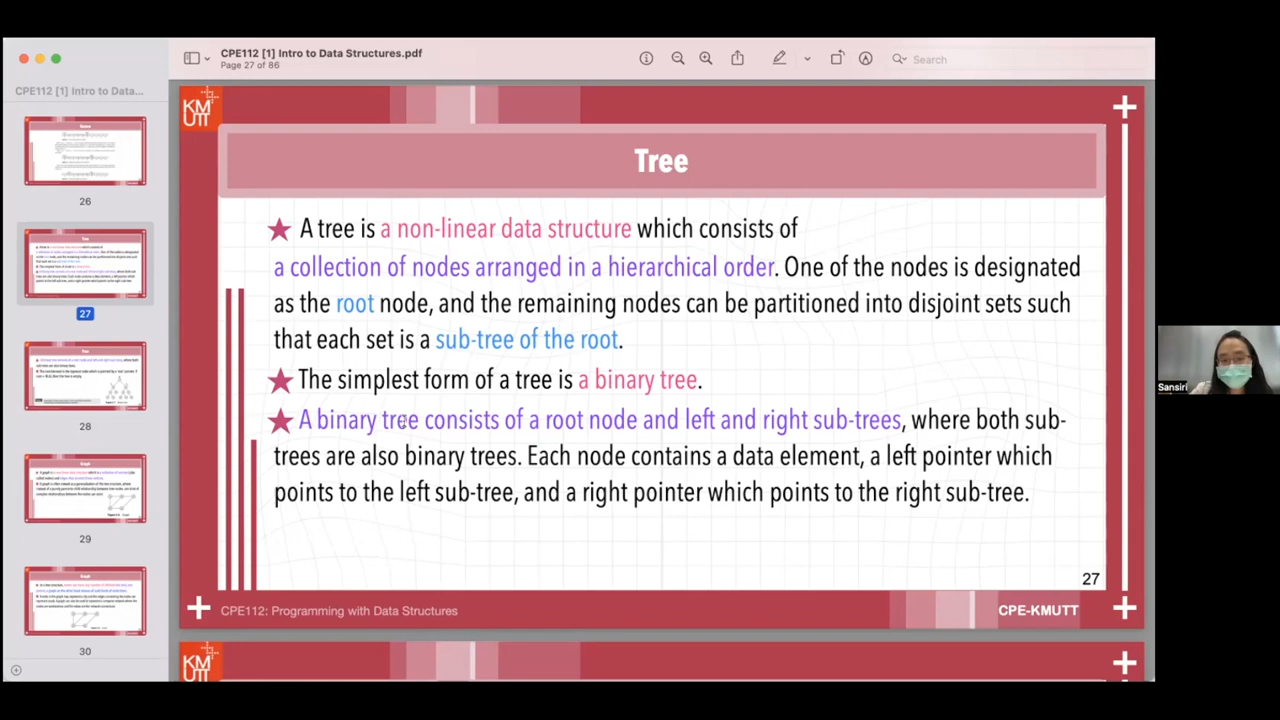 CPE112 [1] Intro to Data Structures.pdf
Page 27 of 86
Search
CPE112 [1] Intro to Data...
26
27
28
29
30
KM
UTT
Tree
★ A tree is a non-linear data structure which consists of
a collection of nodes arranged in a hierarchical order. One of the nodes is designated
as the root node, and the remaining nodes can be partitioned into disjoint sets such
that each set is a sub-tree of the root.
★ The simplest form of a tree is a binary tree.
★ A binary tree consists of a root node and left and right sub-trees, where both sub-
trees are also binary trees. Each node contains a data element, a left pointer which
points to the left sub-tree, and a right pointer which points to the right sub-tree.
27
CPE112: Programming with Data Structures
CPE-KMUTT
KM
UTT
Sansiri